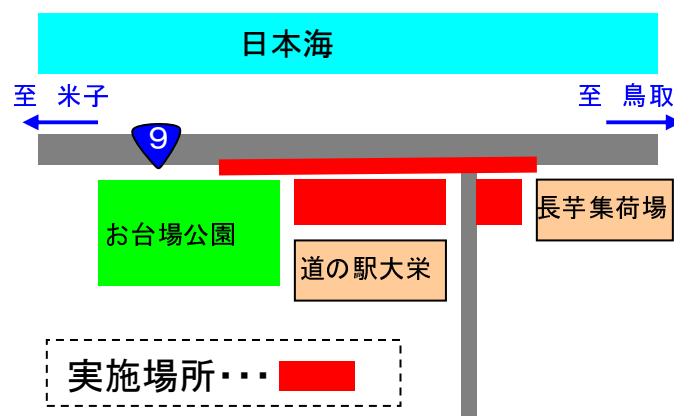 日本海
至　米子
至　鳥取
9
お台場公園
長芋集荷場
道の駅大栄
実施場所･･･